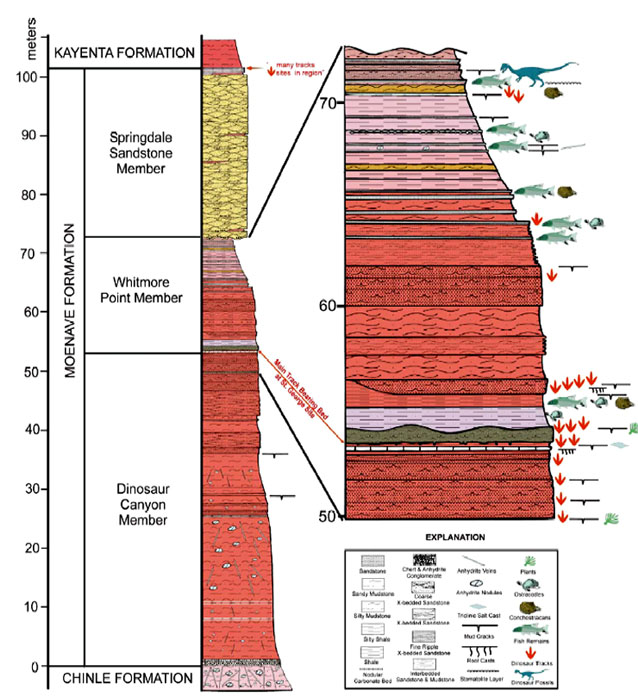 meters
KAYENTA FORMATION
many tracks
sites in region
100
90
80
70
60
50
40
30
20
10
0
MOENAVE FORMATION
Springdale
Sandstone
Member
Whitmore
Point Member
Dinosaur
Canyon
Member
CHINLE FORMATION
Main Track Bearing Bed
at St. George Site
70
60
50
EXPLANATION
Sandstone
Sandy Mudstone
Silty Mudstone
Silty Shale
Shale
Nodular
Carbonate Bed
Chert & Anhydrite
Conglomerate
Coarse
X-bedded Sandstone
X-bedded Sandstone
Fine Ripple
X-bedded Sandstone
Interbedded
Sandstone & Mudstone
Anhydrite Veins
Anhydrite Nodules
Triclinic Salt Cast
Mud Cracks
Root Casts
Stromatolite Layer
Plants
Ostracodes
Conchostracans
Fish Remains
Dinosaur Tracks
Dinosaur Fossils